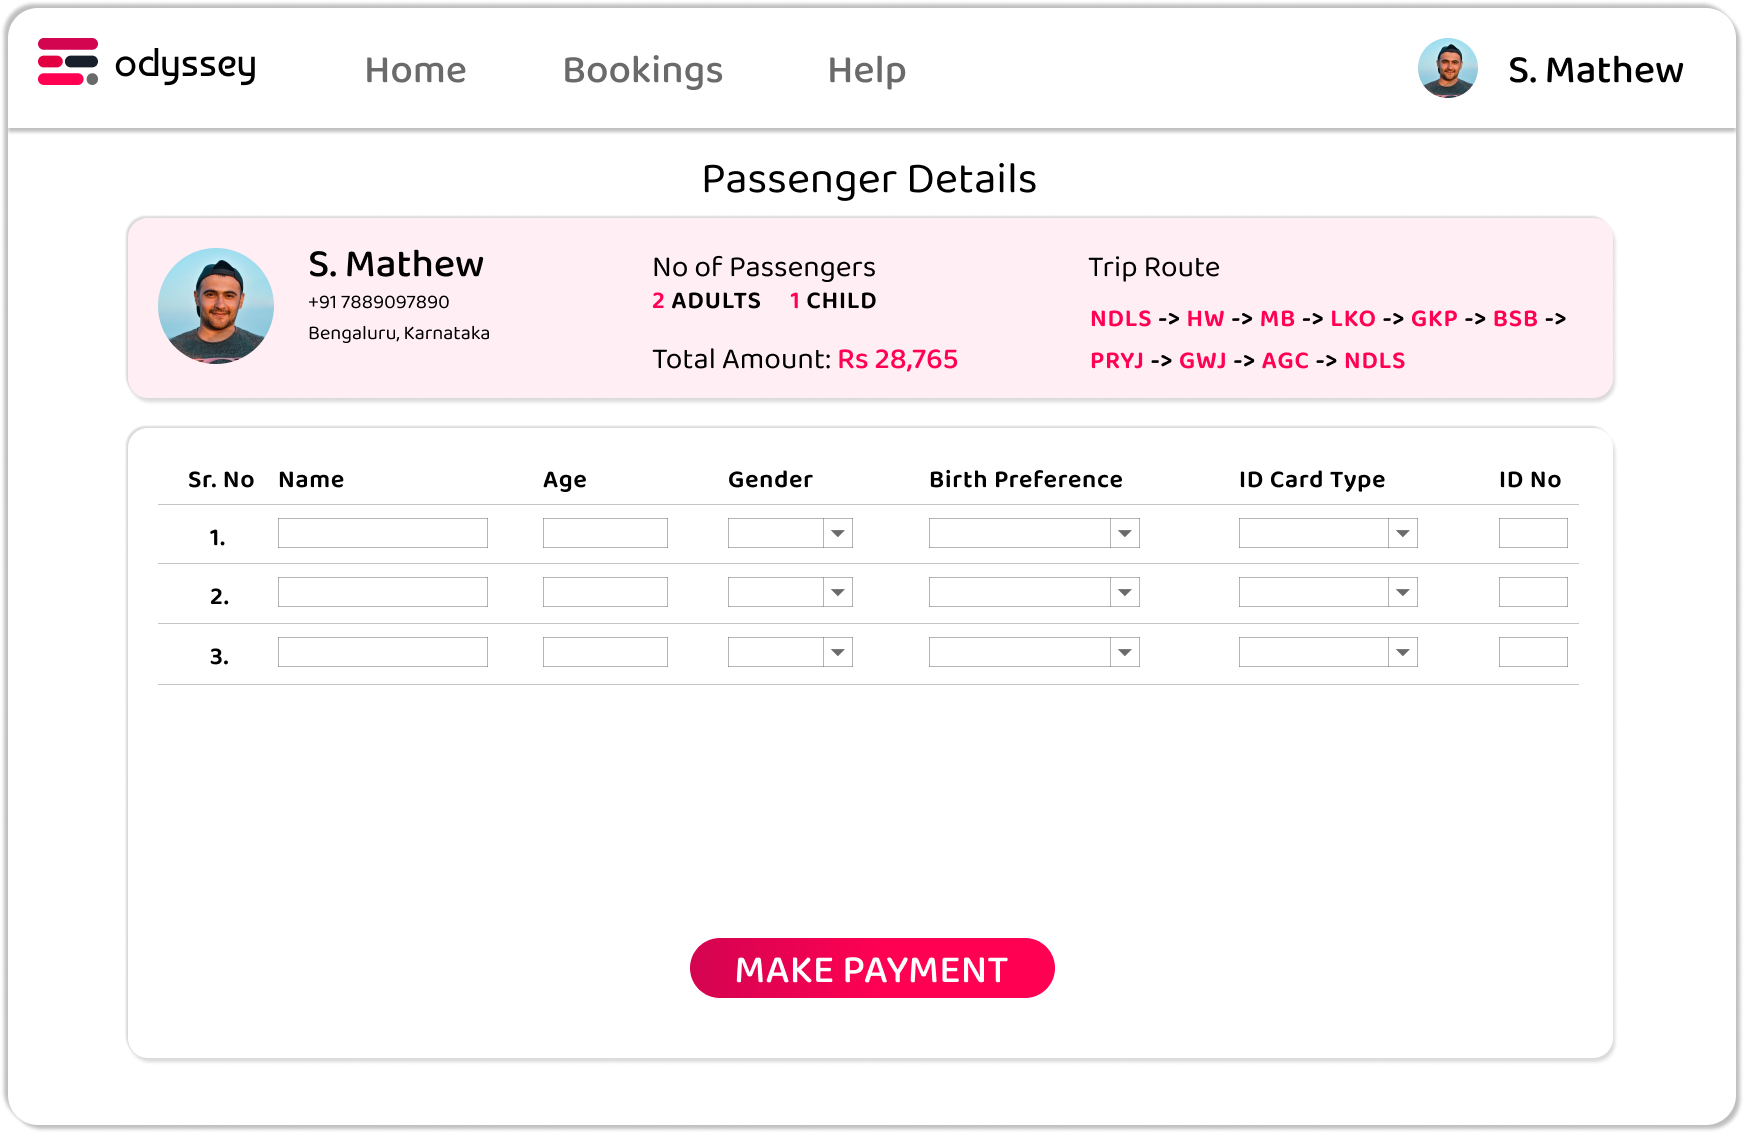 odyssey Home Bookings Help S. Mathew
Passenger Details
S. Mathew
+91 7889097890
Bengaluru, Karnataka
No of Passengers
2 ADULTS 1 CHILD
Total Amount: Rs 28,765
Trip Route
NDLS -> HW -> MB -> LKO -> GKP -> BSB ->
PRYJ -> GWJ -> AGC -> NDLS
Sr. No Name Age Gender Birth Preference ID Card Type ID No
1.
2.
3.
MAKE PAYMENT